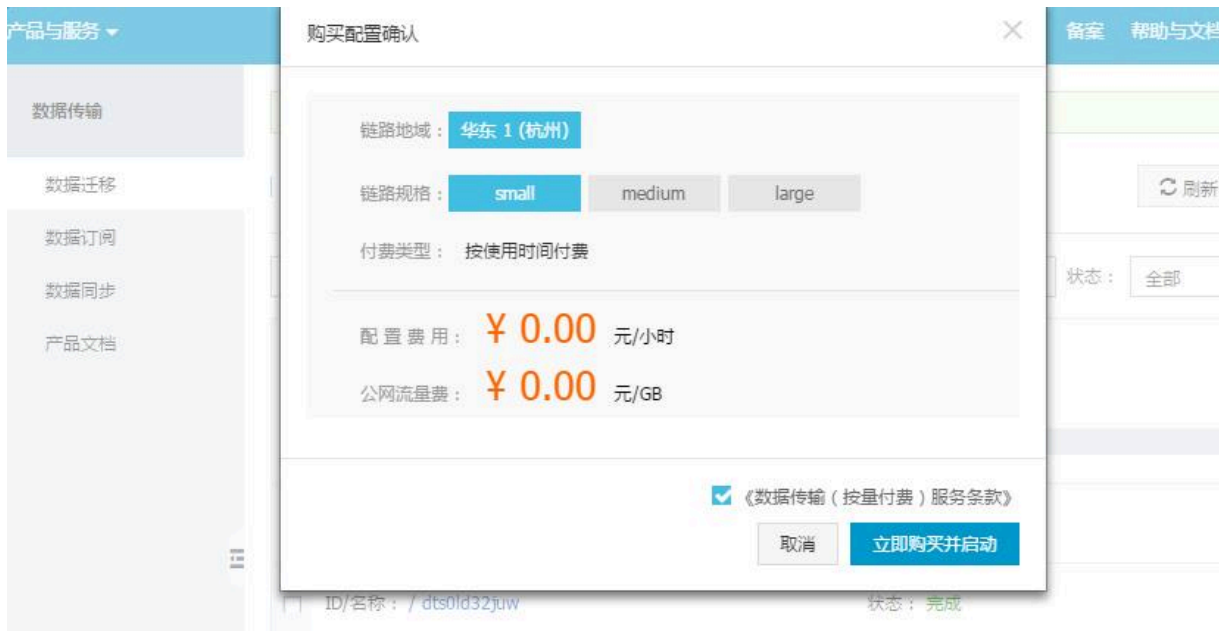 产品与服务
购买配置确认
备案 帮助与文档
数据传输
链路地域： 华东 1 (杭州)
数据迁移
链路规格： small medium large
刷新
数据订阅
付费类型： 按使用时间付费
数据同步
状态： 全部
产品文档
配置费用： ¥ 0.00 元/小时
公网流量费： ¥ 0.00 元/GB
《数据传输（按量付费）服务条款》
取消 立即购买并启动
ID/名称： / dts0ld32juw 状态： 完成